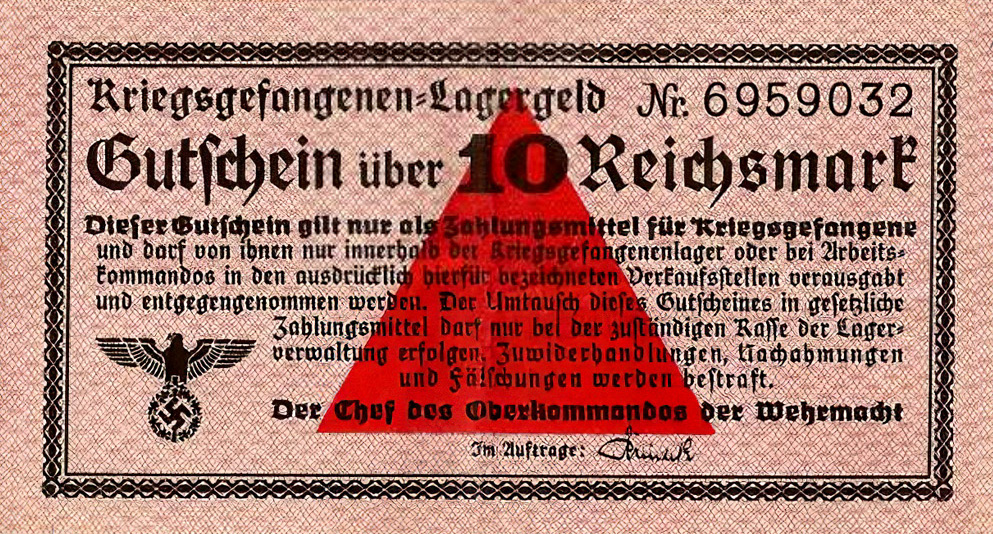 Kriegsgefangenen-Lagergeld Nr. 6959032
Gutschein über 10 Reichsmark
Dieser Gutschein gilt nur als Zahlungsmittel für Kriegsgefangene
und darf von ihnen nur innerhalb der Kriegsgefangenenlager oder bei Arbeits-
kommandos in den ausdrücklich hierfür bezeichneten Verkaufsstellen verausgabt
und entgegengenommen werden. Der Umtausch dieses Gutscheines in gesetzliche
Zahlungsmittel darf nur bei der zuständigen Kasse der Lager-
verwaltung erfolgen. Zuwiderhandlungen, Nachahmungen
und Fälschungen werden bestraft.
Der Chef des Oberkommandos der Wehrmacht
Im Auftrage: